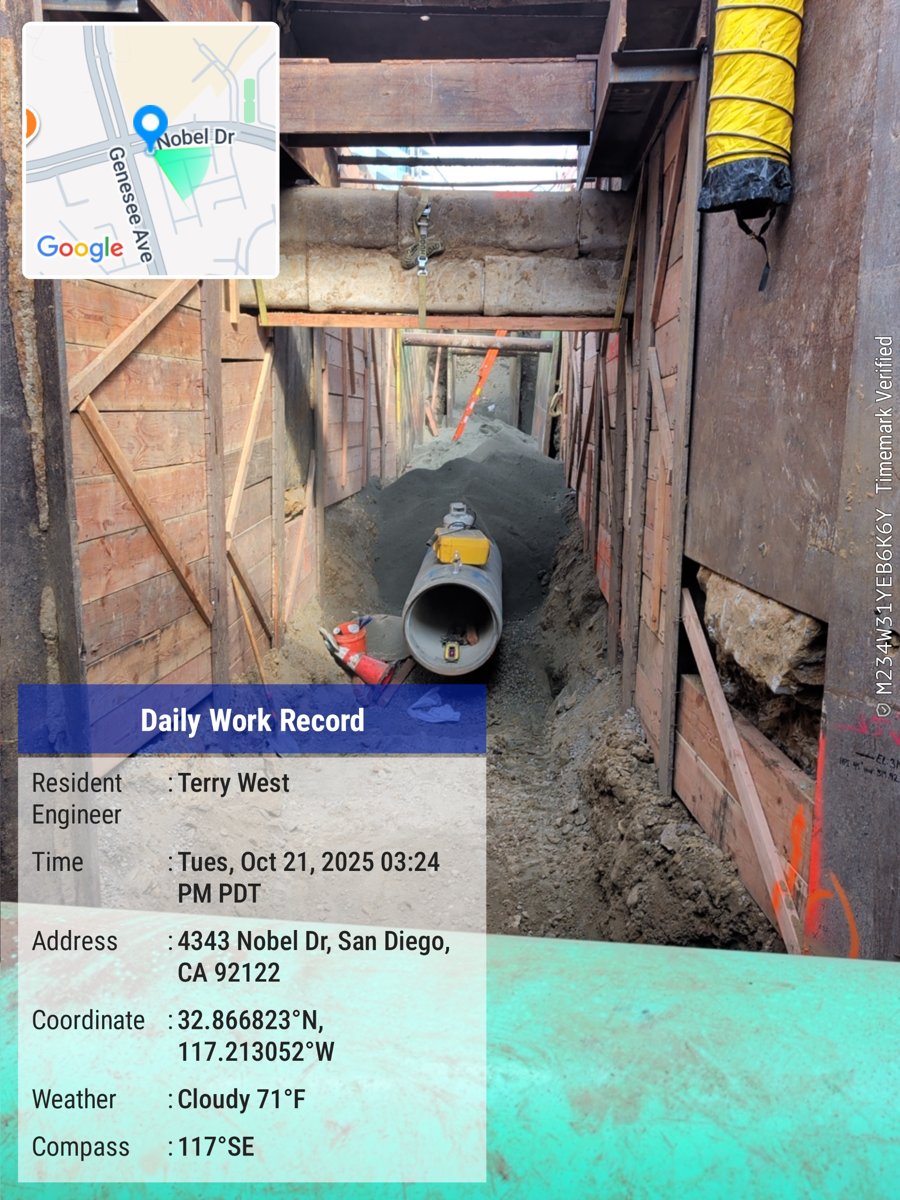 Nobel Dr
Genesee Ave
Google
Daily Work Record
Resident Engineer : Terry West
Time : Tues, Oct 21, 2025 03:24 PM PDT
Address : 4343 Nobel Dr, San Diego, CA 92122
Coordinate : 32.866823°N, 117.213052°W
Weather : Cloudy 71°F
Compass : 117°SE
M234W31YEB6K6Y Timemark Verified